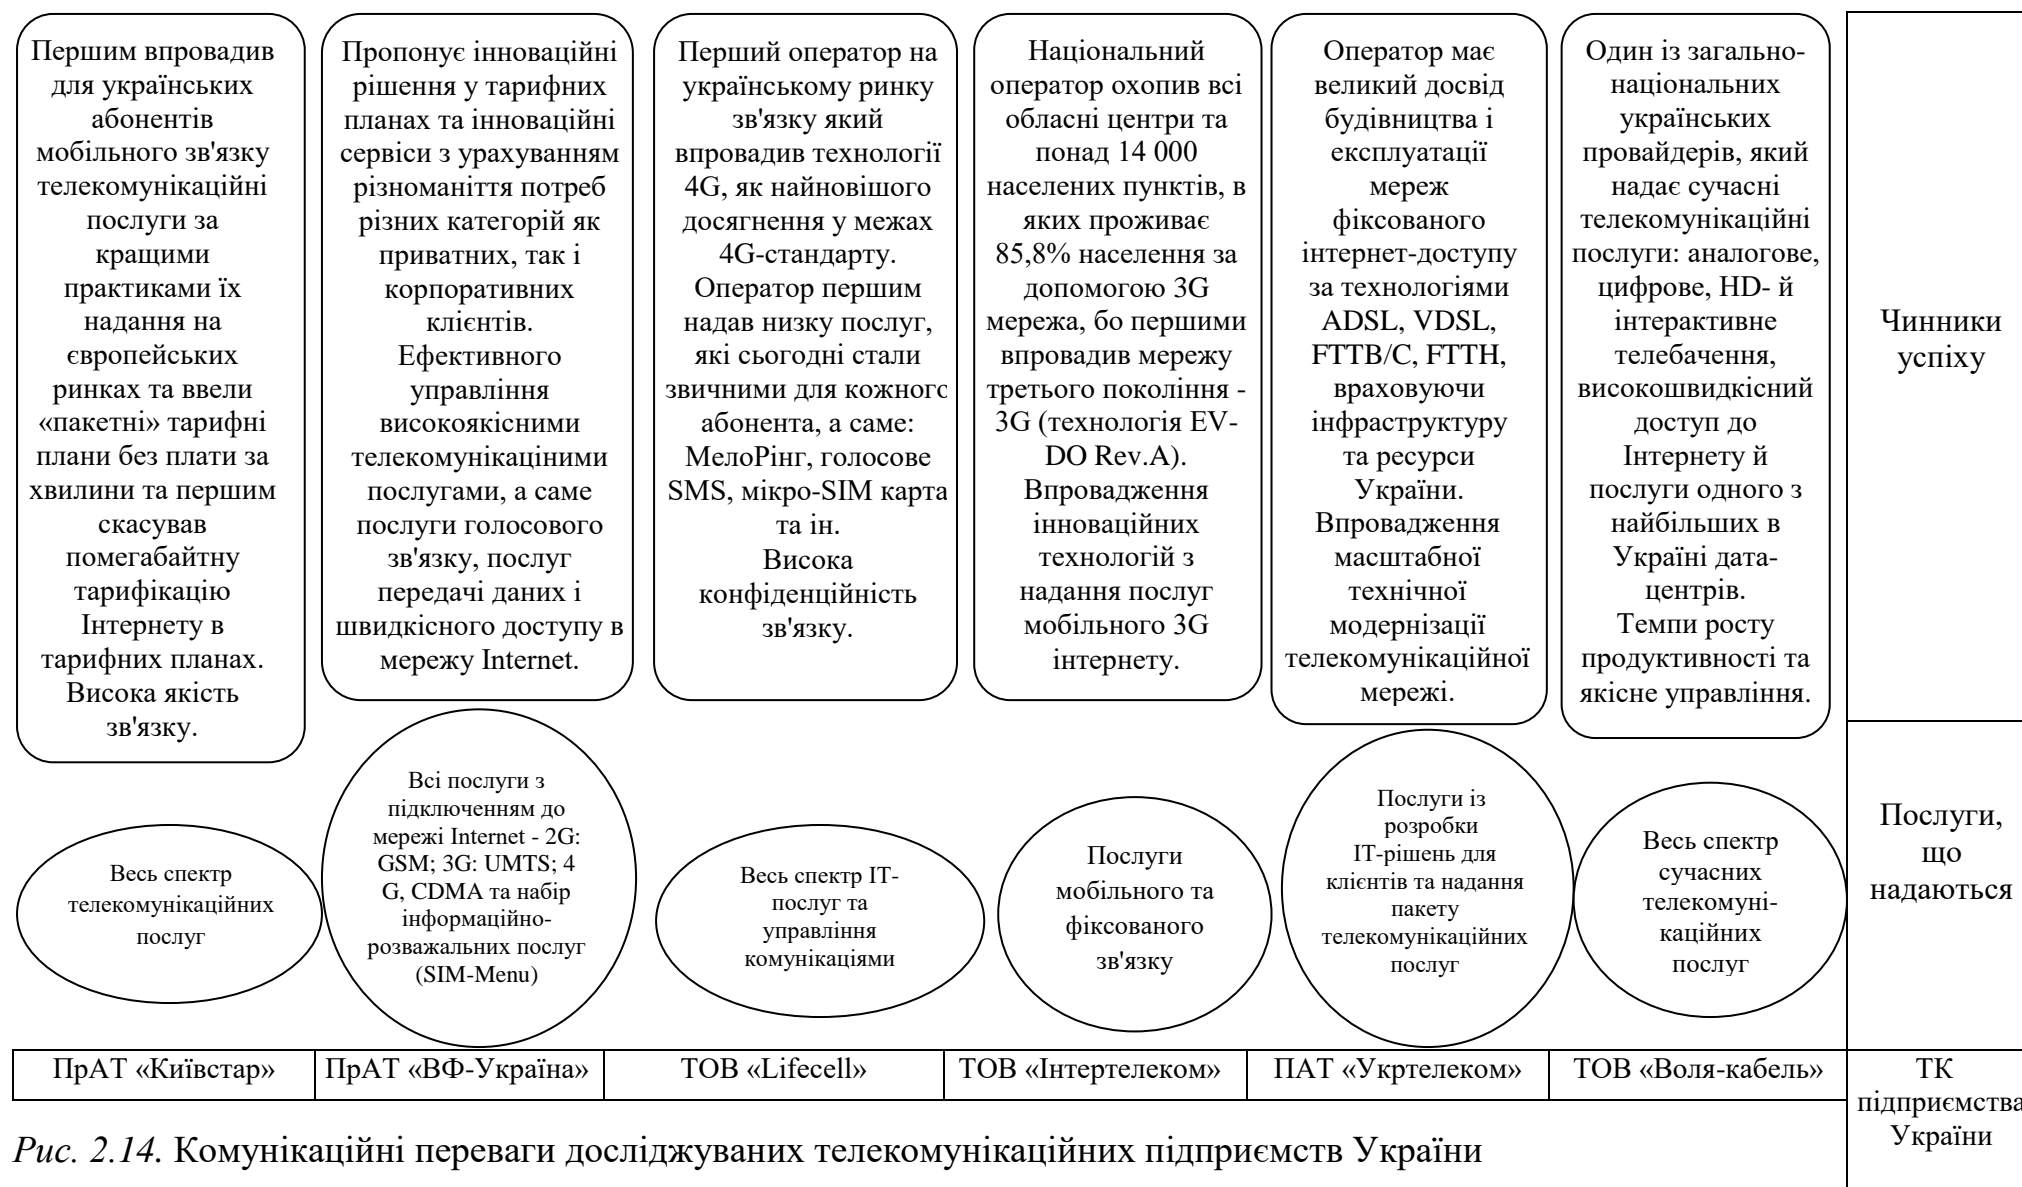 Першим впровадив
для українських
абонентів
мобільного зв'язку
телекомунікаційні
послуги за
кращими
практиками їх
надання на
європейських
ринках та ввели
«пакетні» тарифні
плани без плати за
хвилини та першим
скасував
помегабайтну
тарифікацію
Інтернету в
тарифних планах.
Висока якість
зв'язку.
Пропонує інноваційні
рішення у тарифних
планах та інноваційні
сервіси з урахуванням
різноманіття потреб
різних категорій як
приватних, так і
корпоративних
клієнтів.
Ефективного
управління
високоякісними
телекомунікаціними
послугами, а саме
послуги голосового
зв'язку, послуг
передачі даних і
швидкісного доступу в
мережу Internet.
Перший оператор на
українському ринку
зв'язку який
впровадив технології
4G, як найновішого
досягнення у межах
4G-стандарту.
Оператор першим
надав низку послуг,
які сьогодні стали
звичними для кожного
абонента, а саме:
МелоРінг, голосове
SMS, мікро-SIM карта
та ін.
Висока
конфіденційність
зв'язку.
Національний
оператор охопив всі
обласні центри та
понад 14 000
населених пунктів, в
яких проживає
85,8% населення за
допомогою 3G
мережа, бо першими
впровадив мережу
третього покоління -
3G (технологія EV-
DO Rev.A).
Впровадження
інноваційних
технологій з
надання послуг
мобільного 3G
інтернету.
Оператор має
великий досвід
будівництва і
експлуатації
мереж
фіксованого
інтернет-доступу
за технологіями
ADSL, VDSL,
FTTB/C, FTTH,
враховуючи
інфраструктуру
та ресурси
України.
Впровадження
масштабної
технічної
модернізації
телекомунікаційної
мережі.
Один із загально-
національних
українських
провайдерів, який
надає сучасні
телекомунікаційні
послуги: аналогове,
цифрове, HD- й
інтерактивне
телебачення,
високошвидкісний
доступ до
Інтернету й
послуги одного з
найбільших в
Україні дата-
центрів.
Темпи росту
продуктивності та
якісне управління.
Чинники
успіху
Весь спектр
телекомунікаційних
послуг
Всі послуги з
підключенням до
мережі Internet - 2G:
GSM; 3G: UMTS; 4
G, CDMA та набір
інформаційно-
розважальних послуг
(SIM-Menu)
Весь спектр ІТ-
послуг та
управління
комунікаціями
Послуги
мобільного та
фіксованого
зв'язку
Послуги із
розробки
ІТ-рішень для
клієнтів та надання
пакету
телекомунікаційних
послуг
Весь спектр
сучасних
телекомуні-
каційних
послуг
Послуги,
що
надаються
ПрАТ «Київстар»
ПрАТ «ВФ-Україна»
ТОВ «Lifecell»
ТОВ «Інтертелеком»
ПАТ «Укртелеком»
ТОВ «Воля-кабель»
ТК
підприємства
України
Рис. 2.14. Комунікаційні переваги досліджуваних телекомунікаційних підприємств України